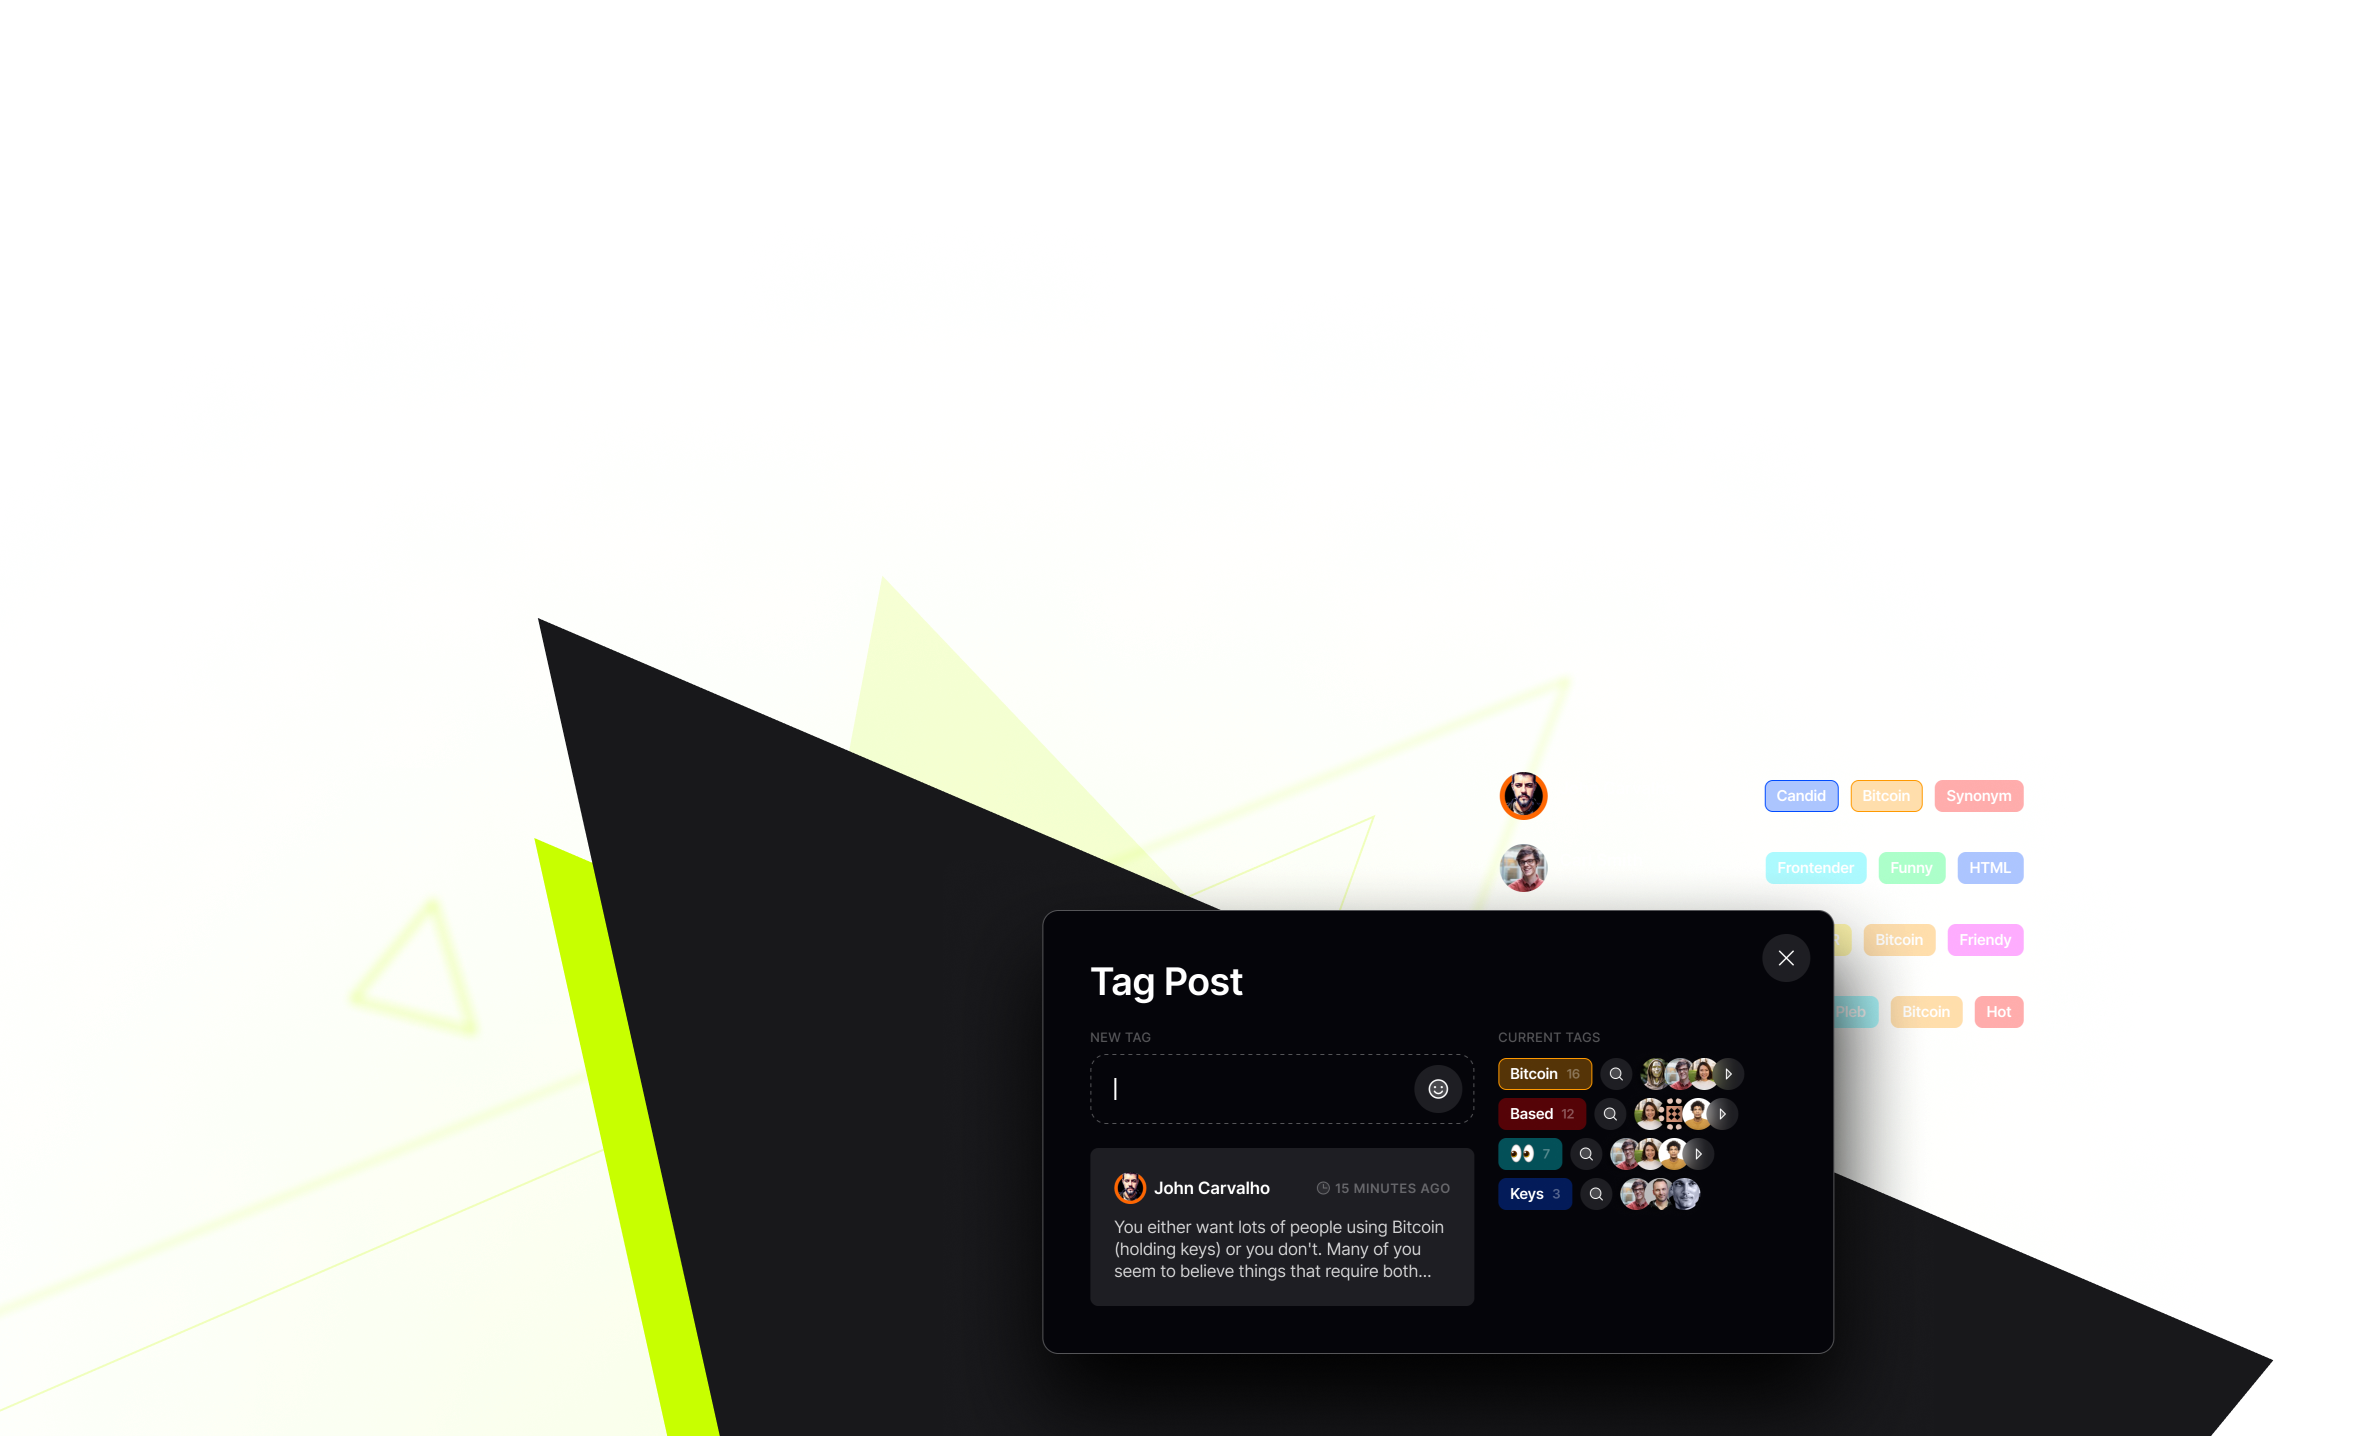 Candid Bitcoin Synonym
Frontender Funny HTML
Bitcoin Friendy
Pleb Bitcoin Hot
Tag Post
NEW TAG
John Carvalho 15 MINUTES AGO
You either want lots of people using Bitcoin
(holding keys) or you don't. Many of you
seem to believe things that require both...
CURRENT TAGS
Bitcoin 16
Based 12
👀 7
Keys 3